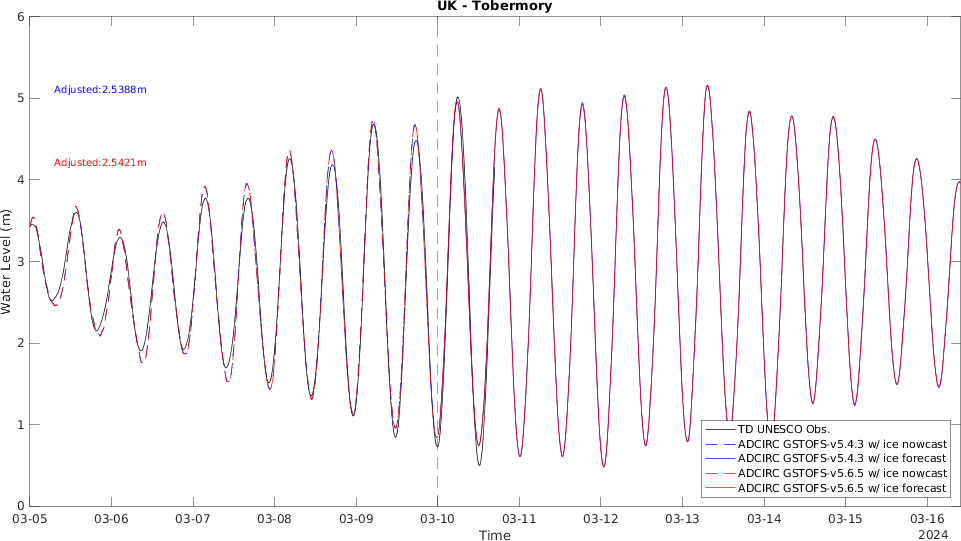 UK - Tobermory
6
5
4
3
2
1
0
Water Level (m)
Adjusted:2.5388m
Adjusted:2.5421m
TD UNESCO Obs.
ADCIRC GSTOFS-v5.4.3 w/ ice nowcast
ADCIRC GSTOFS-v5.4.3 w/ ice forecast
ADCIRC GSTOFS-v5.6.5 w/ ice nowcast
ADCIRC GSTOFS-v5.6.5 w/ ice forecast
03-05 03-06 03-07 03-08 03-09 03-10 03-11 03-12 03-13 03-14 03-15 03-16
Time
2024